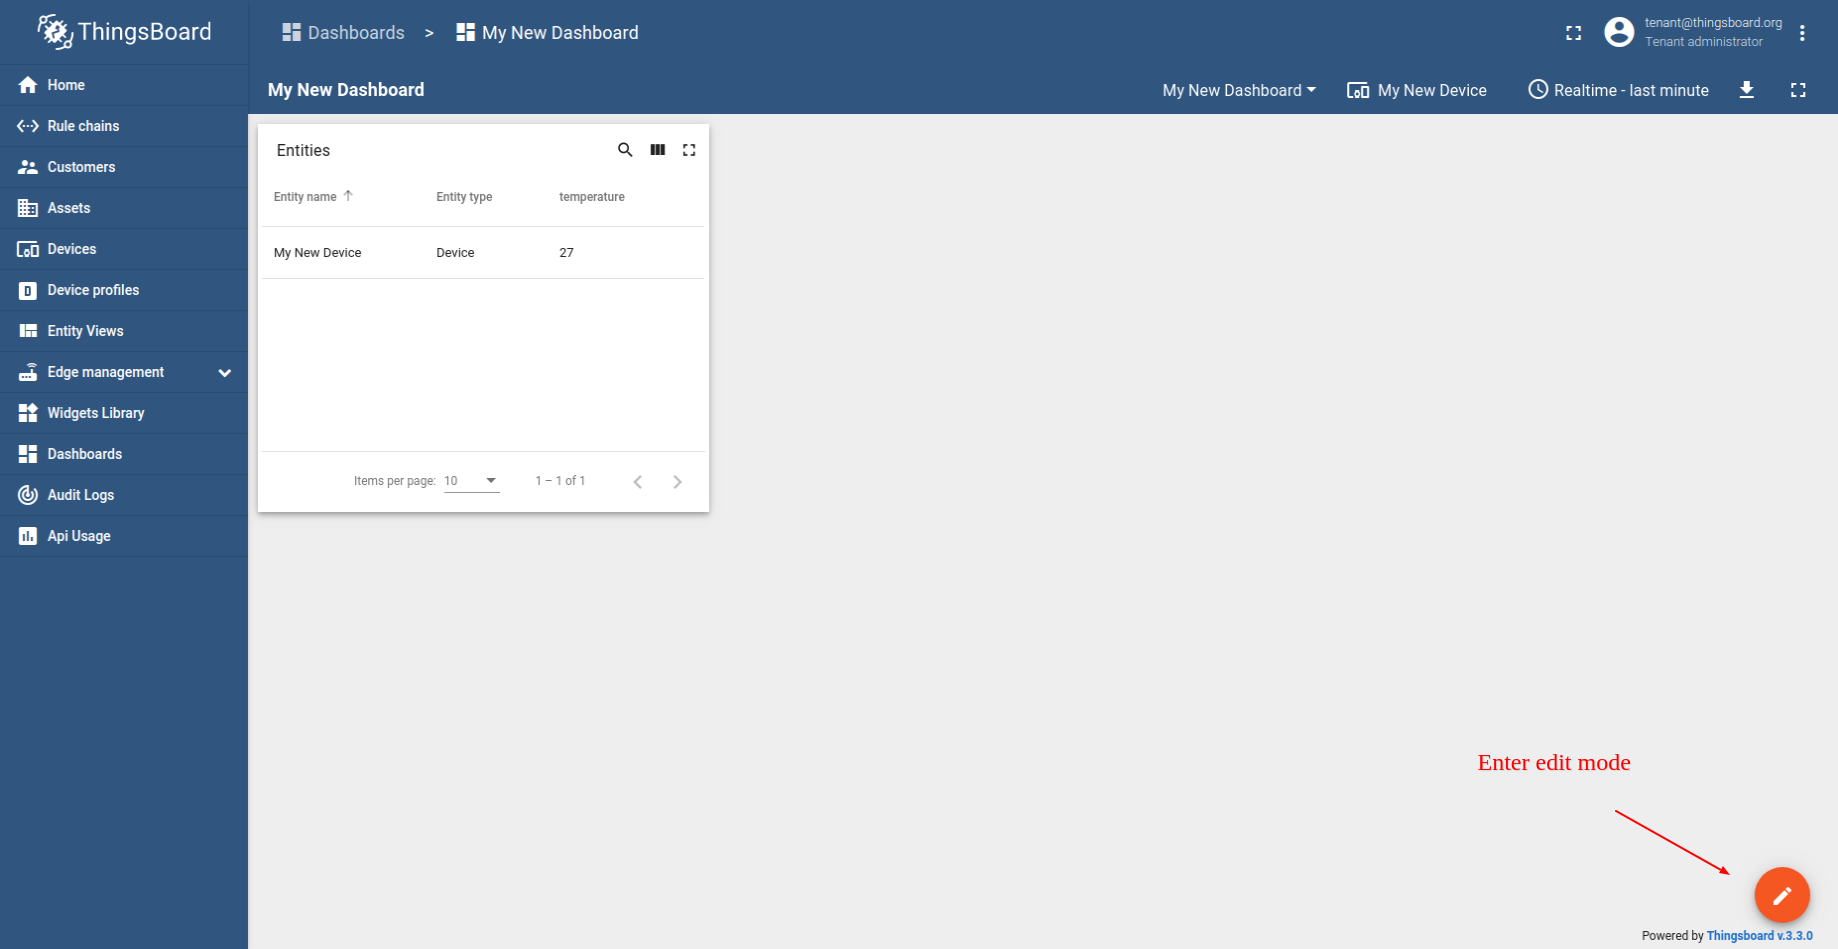 ThingsBoard
Dashboards > My New Dashboard
tenant@thingsboard.org
Tenant administrator
Home
Rule chains
Customers
Assets
Devices
Device profiles
Entity Views
Edge management
Widgets Library
Dashboards
Audit Logs
Api Usage
My New Dashboard
My New Dashboard My New Device Realtime - last minute
Entities
Entity name Entity type temperature
My New Device Device 27
Items per page: 10 1 – 1 of 1
Enter edit mode
Powered by Thingsboard v.3.3.0